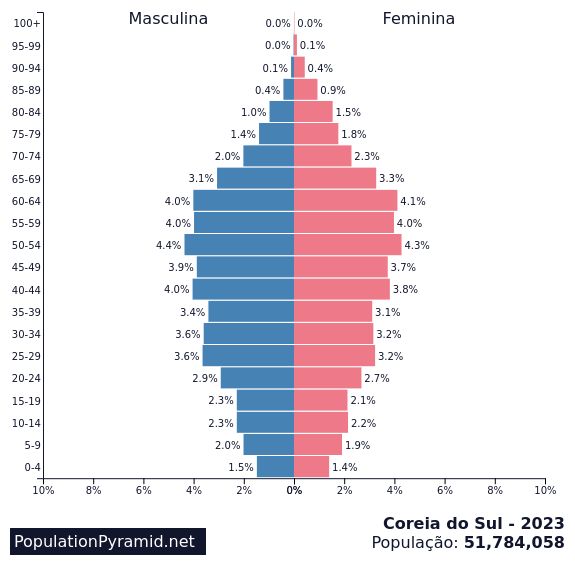 Masculina Feminina
100+ 0.0% 0.0%
95-99 0.0% 0.1%
90-94 0.1% 0.4%
85-89 0.4% 0.9%
80-84 1.0% 1.5%
75-79 1.4% 1.8%
70-74 2.0% 2.3%
65-69 3.1% 3.3%
60-64 4.0% 4.1%
55-59 4.0% 4.0%
50-54 4.4% 4.3%
45-49 3.9% 3.7%
40-44 4.0% 3.8%
35-39 3.4% 3.1%
30-34 3.6% 3.2%
25-29 3.6% 3.2%
20-24 2.9% 2.7%
15-19 2.3% 2.1%
10-14 2.3% 2.2%
5-9 2.0% 1.9%
0-4 1.5% 1.4%
10% 8% 6% 4% 2% 0% 2% 4% 6% 8% 10%
Coreia do Sul - 2023
PopulationPyramid.net
População: 51,784,058